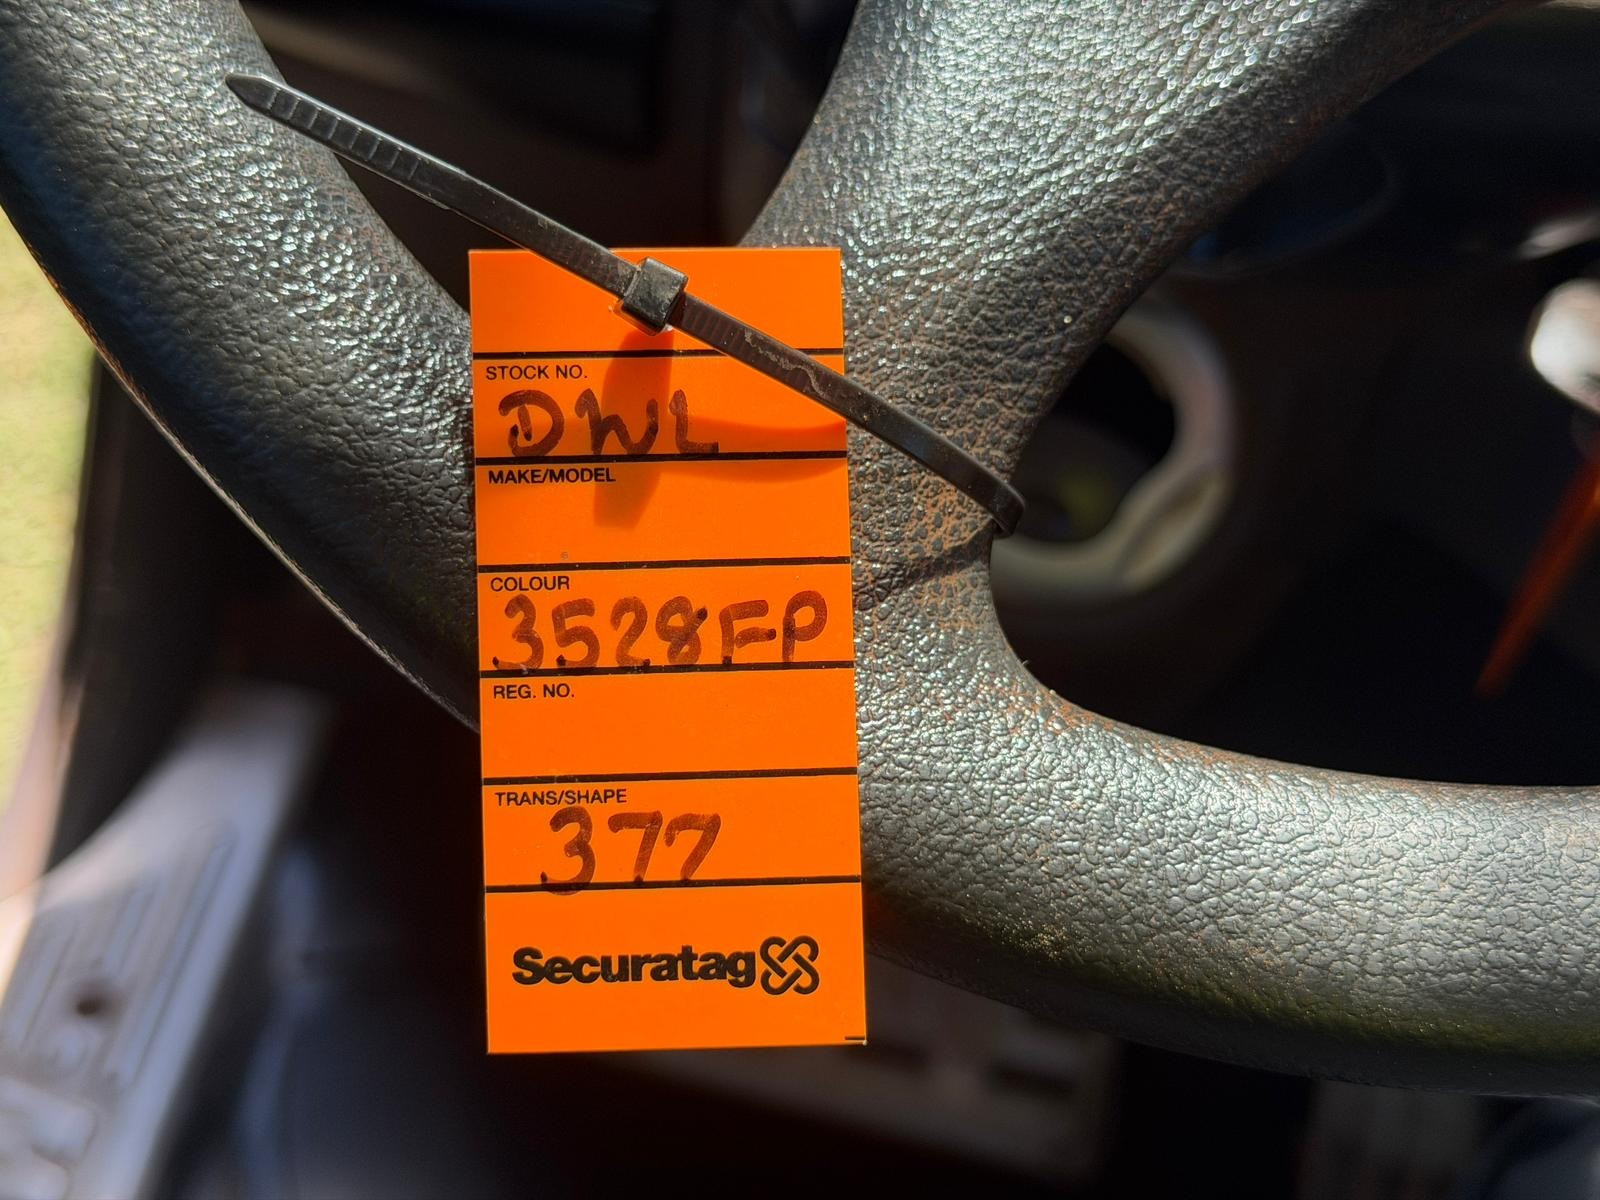 STOCK NO.
DWL
MAKE/MODEL
COLOUR
3528FP
REG. NO.
TRANS/SHAPE
377
Securatag